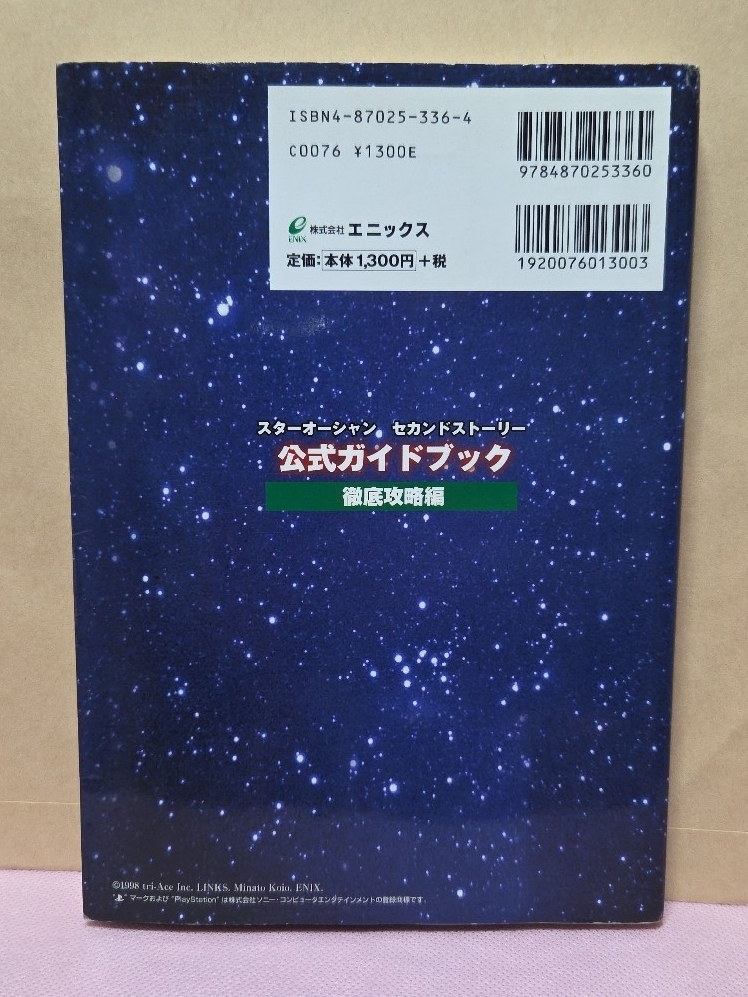 ISBN4-87025-336-4
C0076 ¥1300E
9784870253360
ENIX
株式会社 エニックス
定価:本体1,300円+税
1920076013003
スターオーシャン セカンドストーリー
公式ガイドブック
徹底攻略編
©1998 tri-Ace Inc. LINKS. Minato Koio. ENIX.
"PS" マークおよび "PlayStation" は株式会社ソニー・コンピュータエンタテインメントの登録商標です。